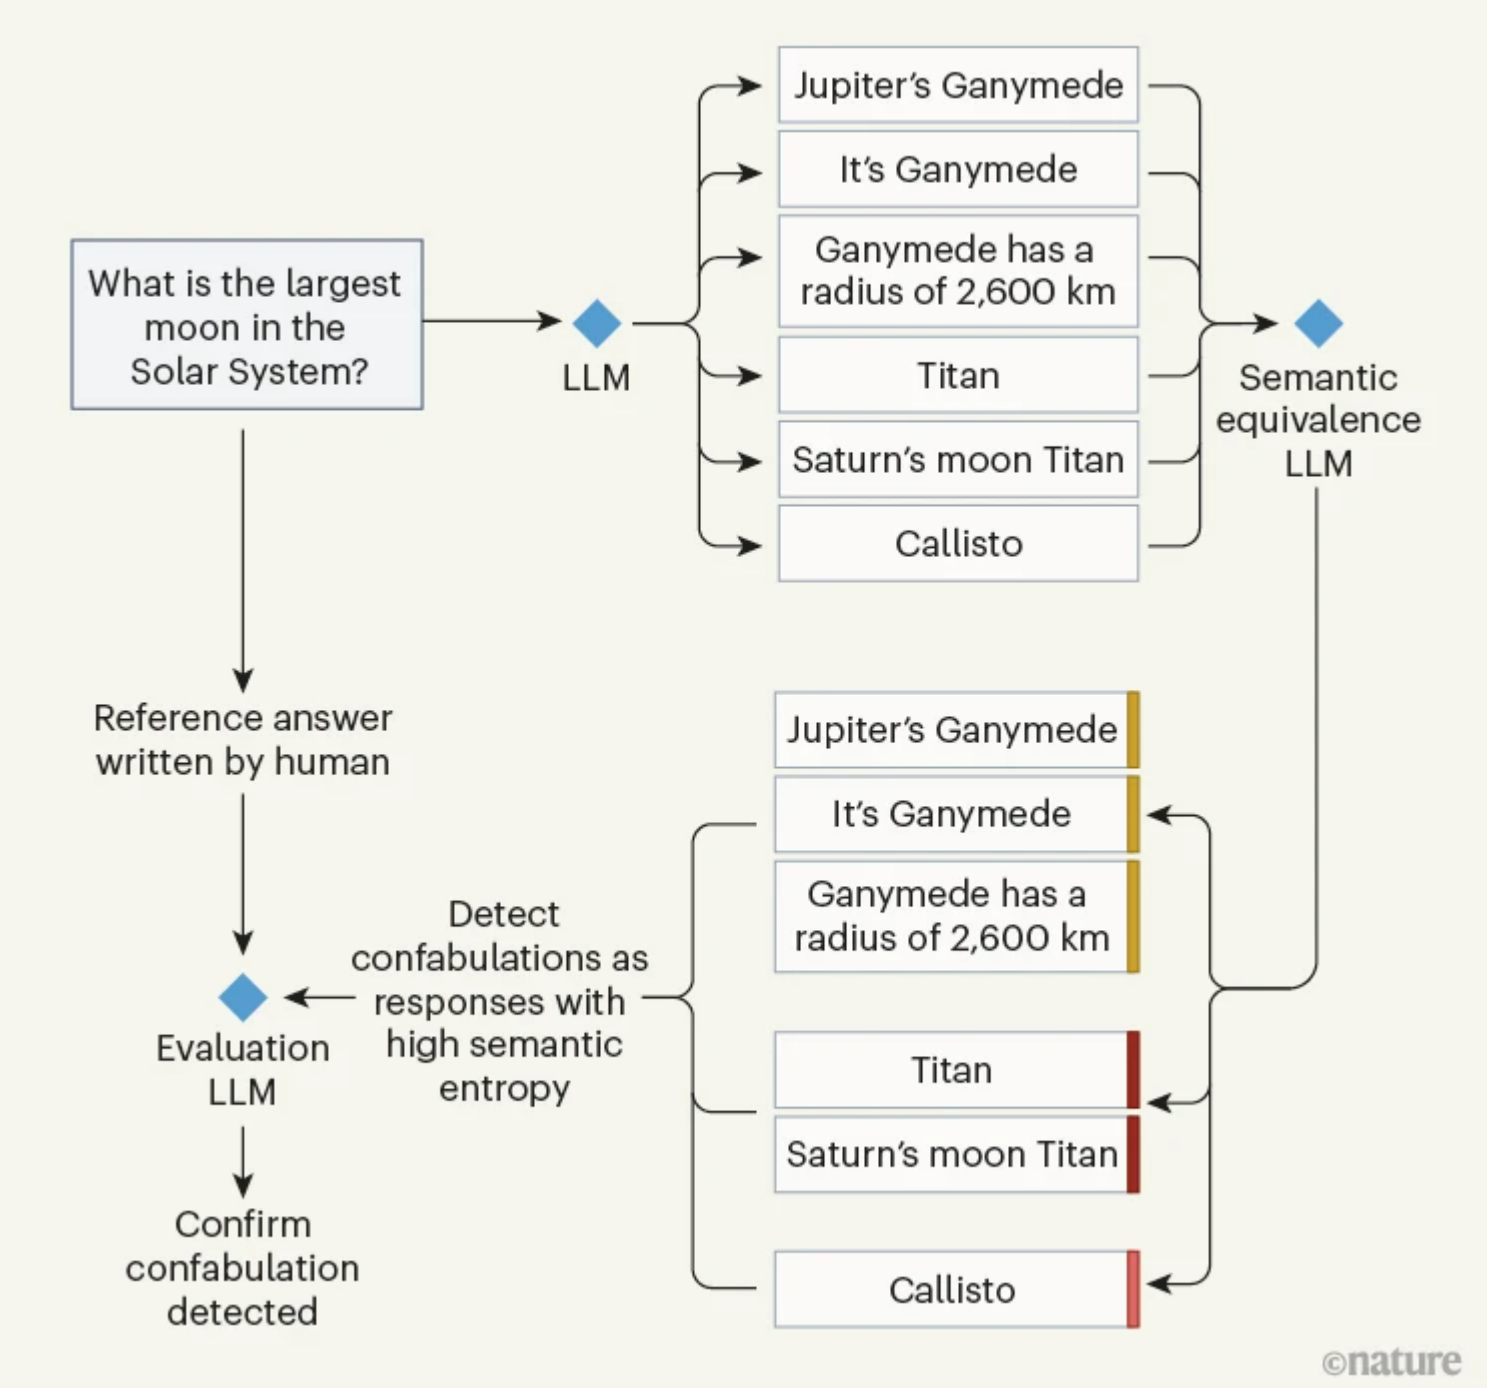 What is the largest
moon in the
Solar System?
LLM
Jupiter’s Ganymede
It’s Ganymede
Ganymede has a
radius of 2,600 km
Titan
Saturn’s moon Titan
Callisto
Semantic
equivalence
LLM
Jupiter’s Ganymede
It’s Ganymede
Ganymede has a
radius of 2,600 km
Titan
Saturn’s moon Titan
Callisto
Detect
confabulations as
responses with
high semantic
entropy
Reference answer
written by human
Evaluation
LLM
Confirm
confabulation
detected
©nature